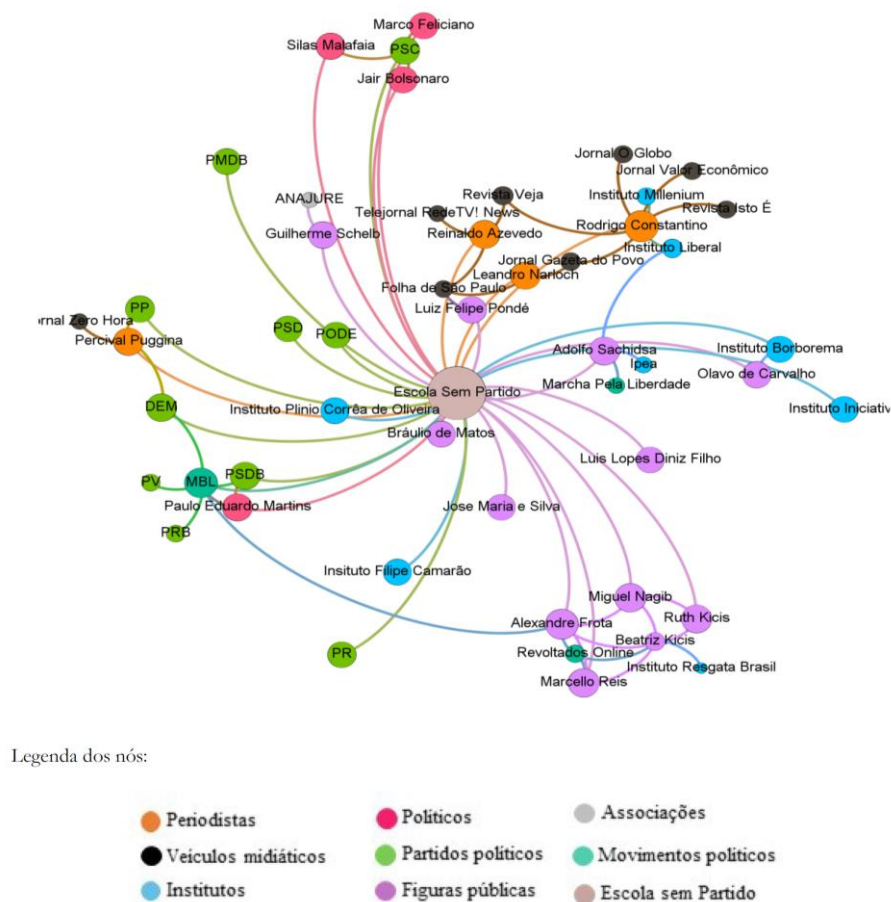 Marco Feliciano
Silas Malafaia
PSC
Jair Bolsonaro
PMDB
Jornal O Globo
Jornal Valor Econômico
ANAJURE
Revista Veja
Instituto Millenium
Telejornal RedeTV! News
Revista Isto É
Guilherme Schelb
Reinaldo Azevedo
Rodrigo Constantino
Instituto Liberal
Jornal Gazeta do Povo
Leandro Narloch
Folha de São Paulo
PP
Luiz Felipe Pondé
ornal Zero Hora
PSD
PODE
Percival Puggina
Adolfo Sachidsa
Instituto Borborema
Ipea
Olavo de Carvalho
Escola Sem Partido
Marcha Pela Liberdade
DEM
Instituto Plinio Corrêa de Oliveira
Instituto Iniciativ
Bráulio de Matos
Luis Lopes Diniz Filho
PSDB
PV
MBL
Paulo Eduardo Martins
Jose Maria e Silva
PRB
Insituto Filipe Camarão
Miguel Nagib
Alexandre Frota
Ruth Kicis
Beatriz Kicis
PR
Revoltados Online
Instituto Resgata Brasil
Marcello Reis
Legenda dos nós:
Periodistas
Políticos
Associações
Veículos midiáticos
Partidos políticos
Movimentos políticos
Institutos
Figuras públicas
Escola sem Partido